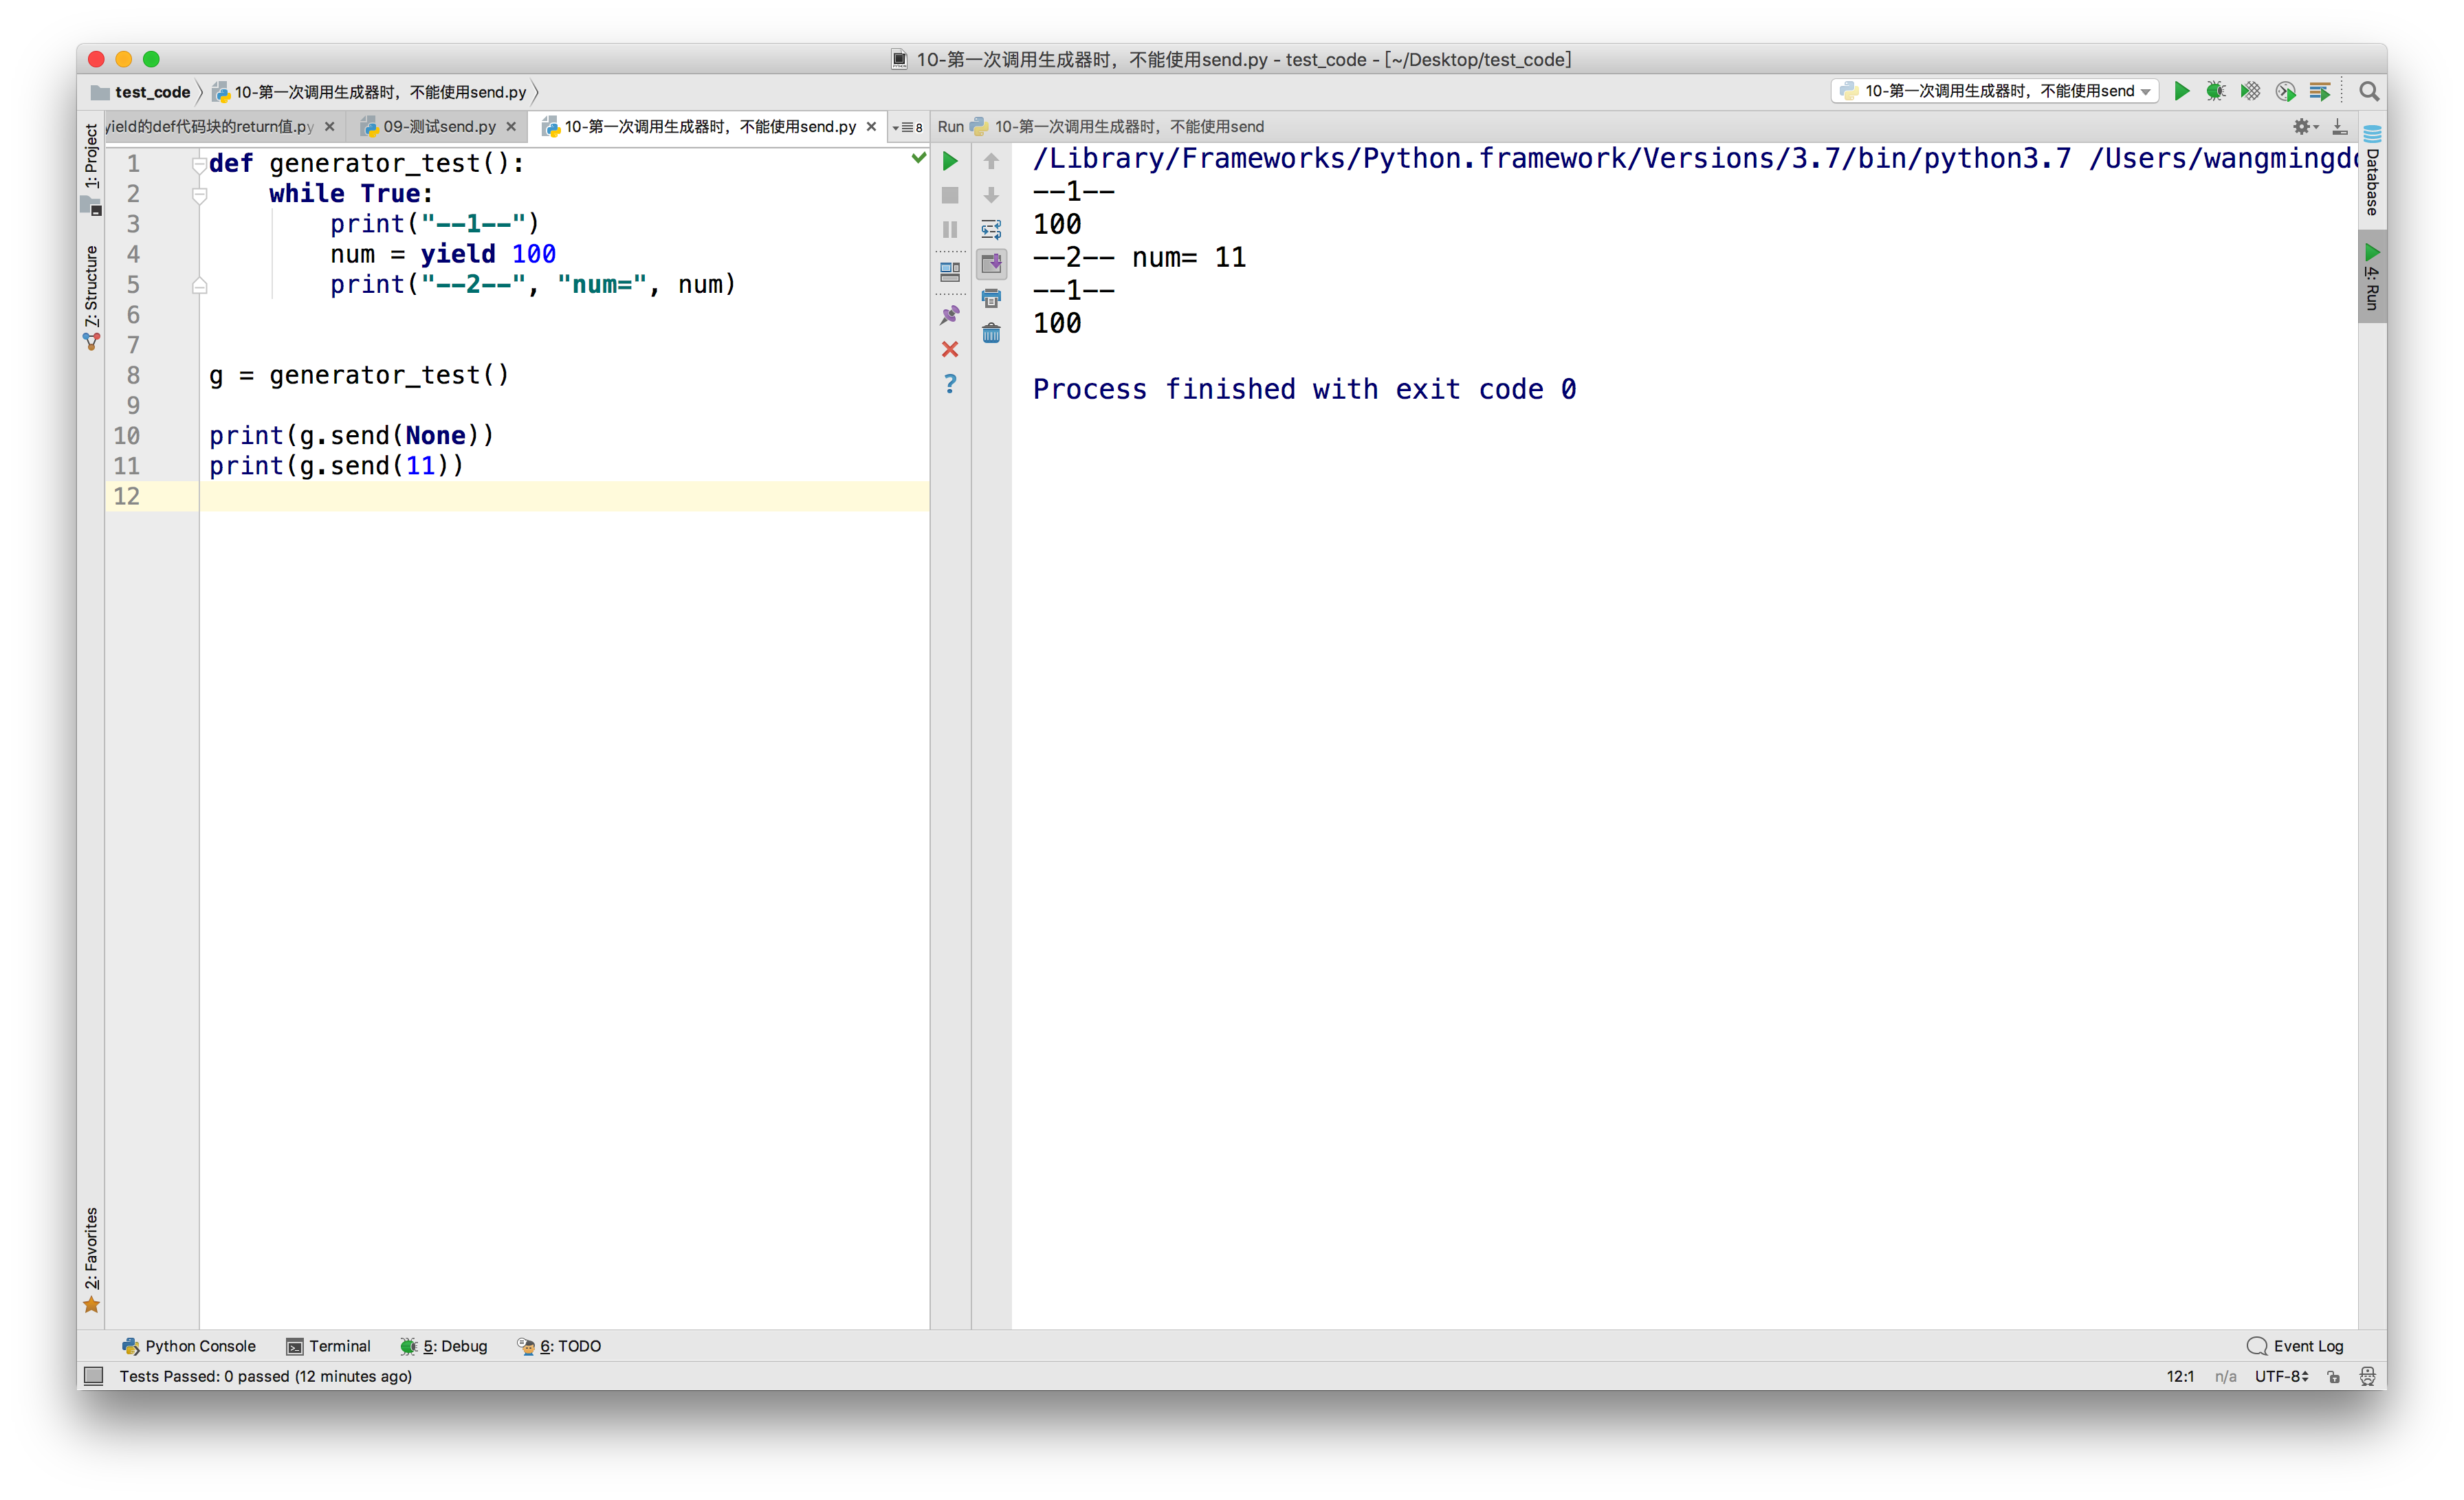 10-第一次调用生成器时，不能使用send.py - test_code - [~/Desktop/test_code]
test_code
10-第一次调用生成器时，不能使用send.py
10-第一次调用生成器时，不能使用send
yield的def代码块的return值.py
09-测试send.py
10-第一次调用生成器时，不能使用send.py
8
Run
10-第一次调用生成器时，不能使用send
1: Project
7: Structure
2: Favorites
1 def generator_test():
2     while True:
3         print("--1--")
4         num = yield 100
5         print("--2--", "num=", num)
6
7
8 g = generator_test()
9
10 print(g.send(None))
11 print(g.send(11))
12
/Library/Frameworks/Python.framework/Versions/3.7/bin/python3.7 /Users/wangmingd
--1--
100
--2-- num= 11
--1--
100
Process finished with exit code 0
Database
4: Run
Python Console
Terminal
5: Debug
6: TODO
Event Log
Tests Passed: 0 passed (12 minutes ago)
12:1
n/a
UTF-8